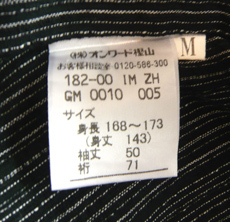 ㈱オンワード樫山
お客様相談室 0120-586-300
M
182-00 IM ZH
GM 0010 005
サイズ
身長 168～173
(身丈 143)
袖丈 50
裄 71